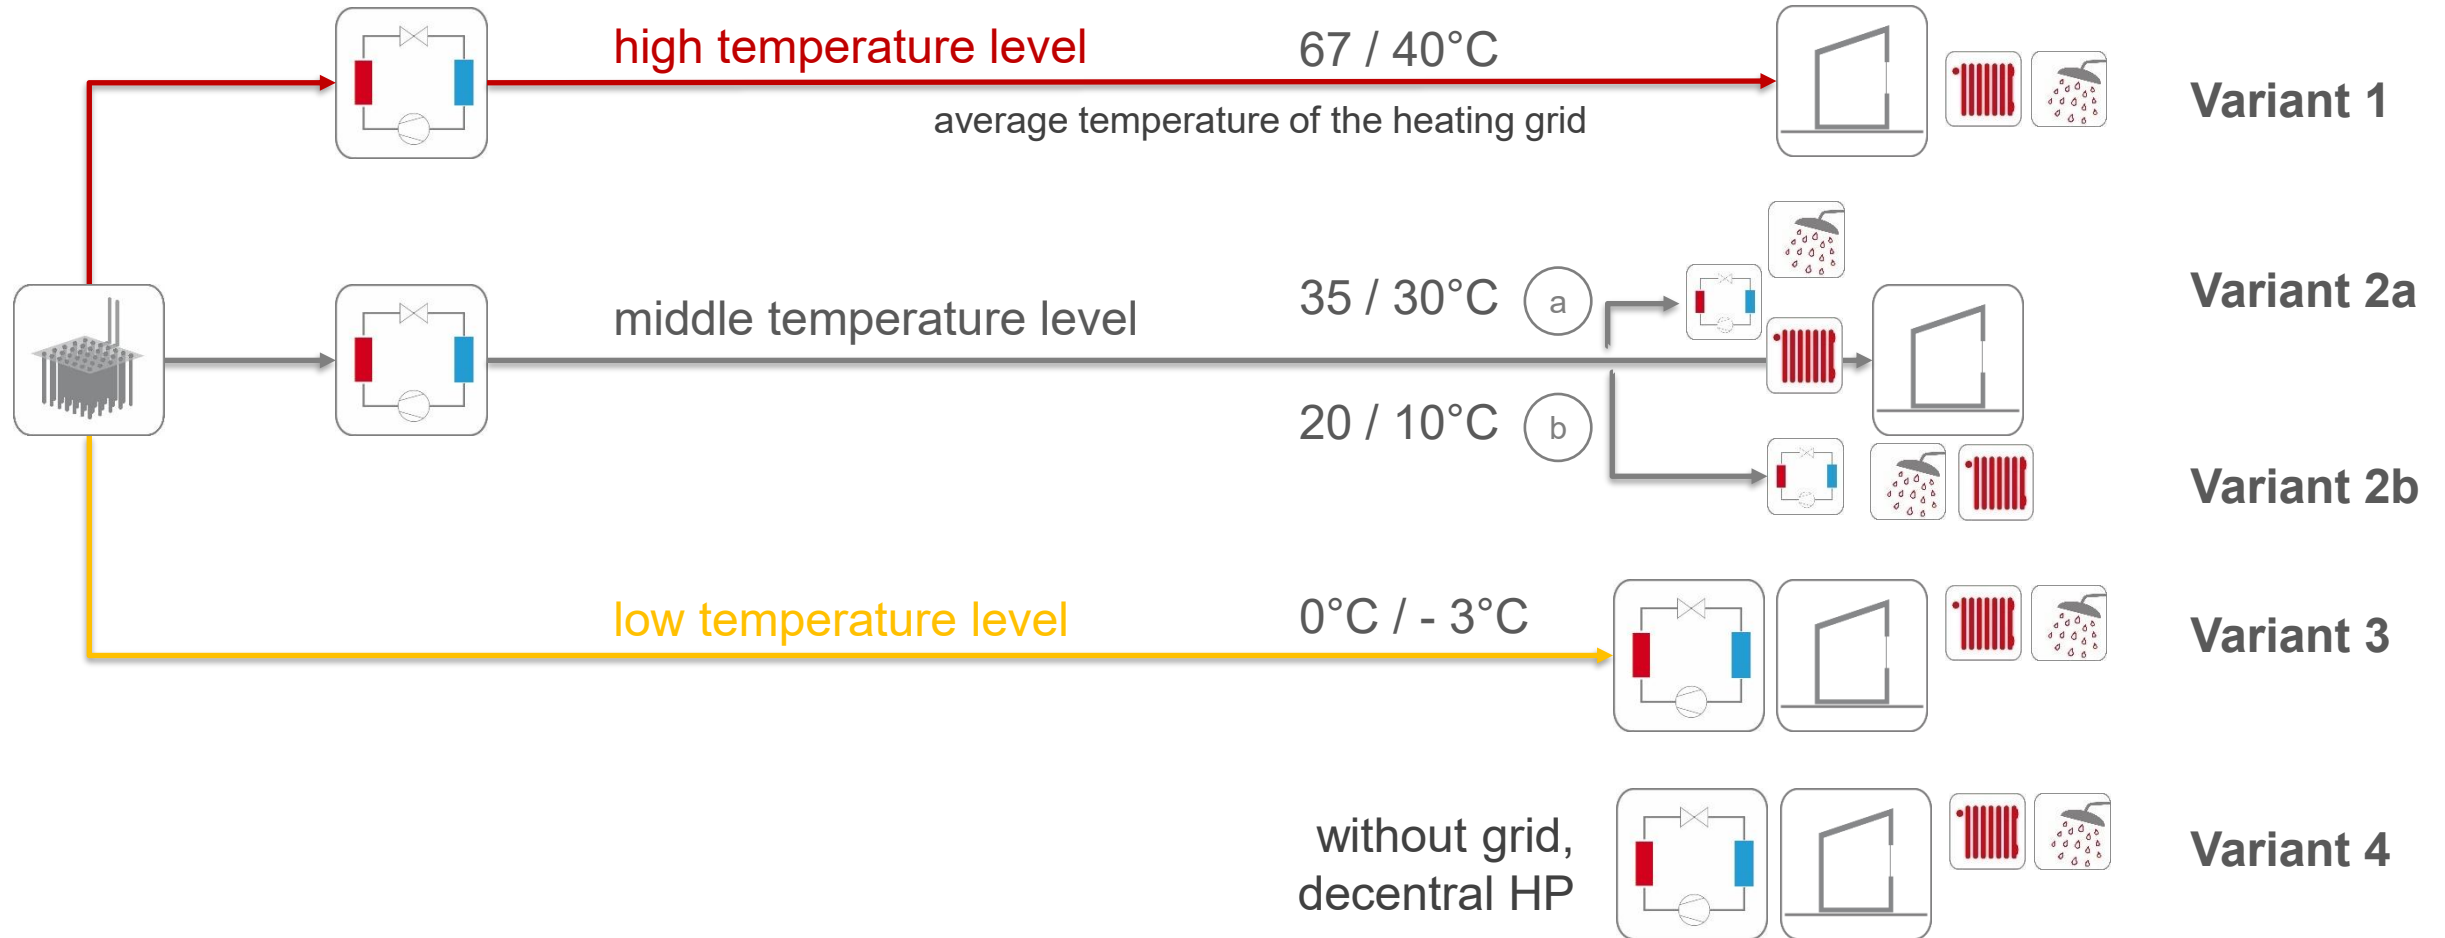 high temperature level
67 / 40°C
average temperature of the heating grid
Variant 1
middle temperature level
35 / 30°C
a
Variant 2a
20 / 10°C
b
Variant 2b
low temperature level
0°C / - 3°C
Variant 3
without grid,
decentral HP
Variant 4